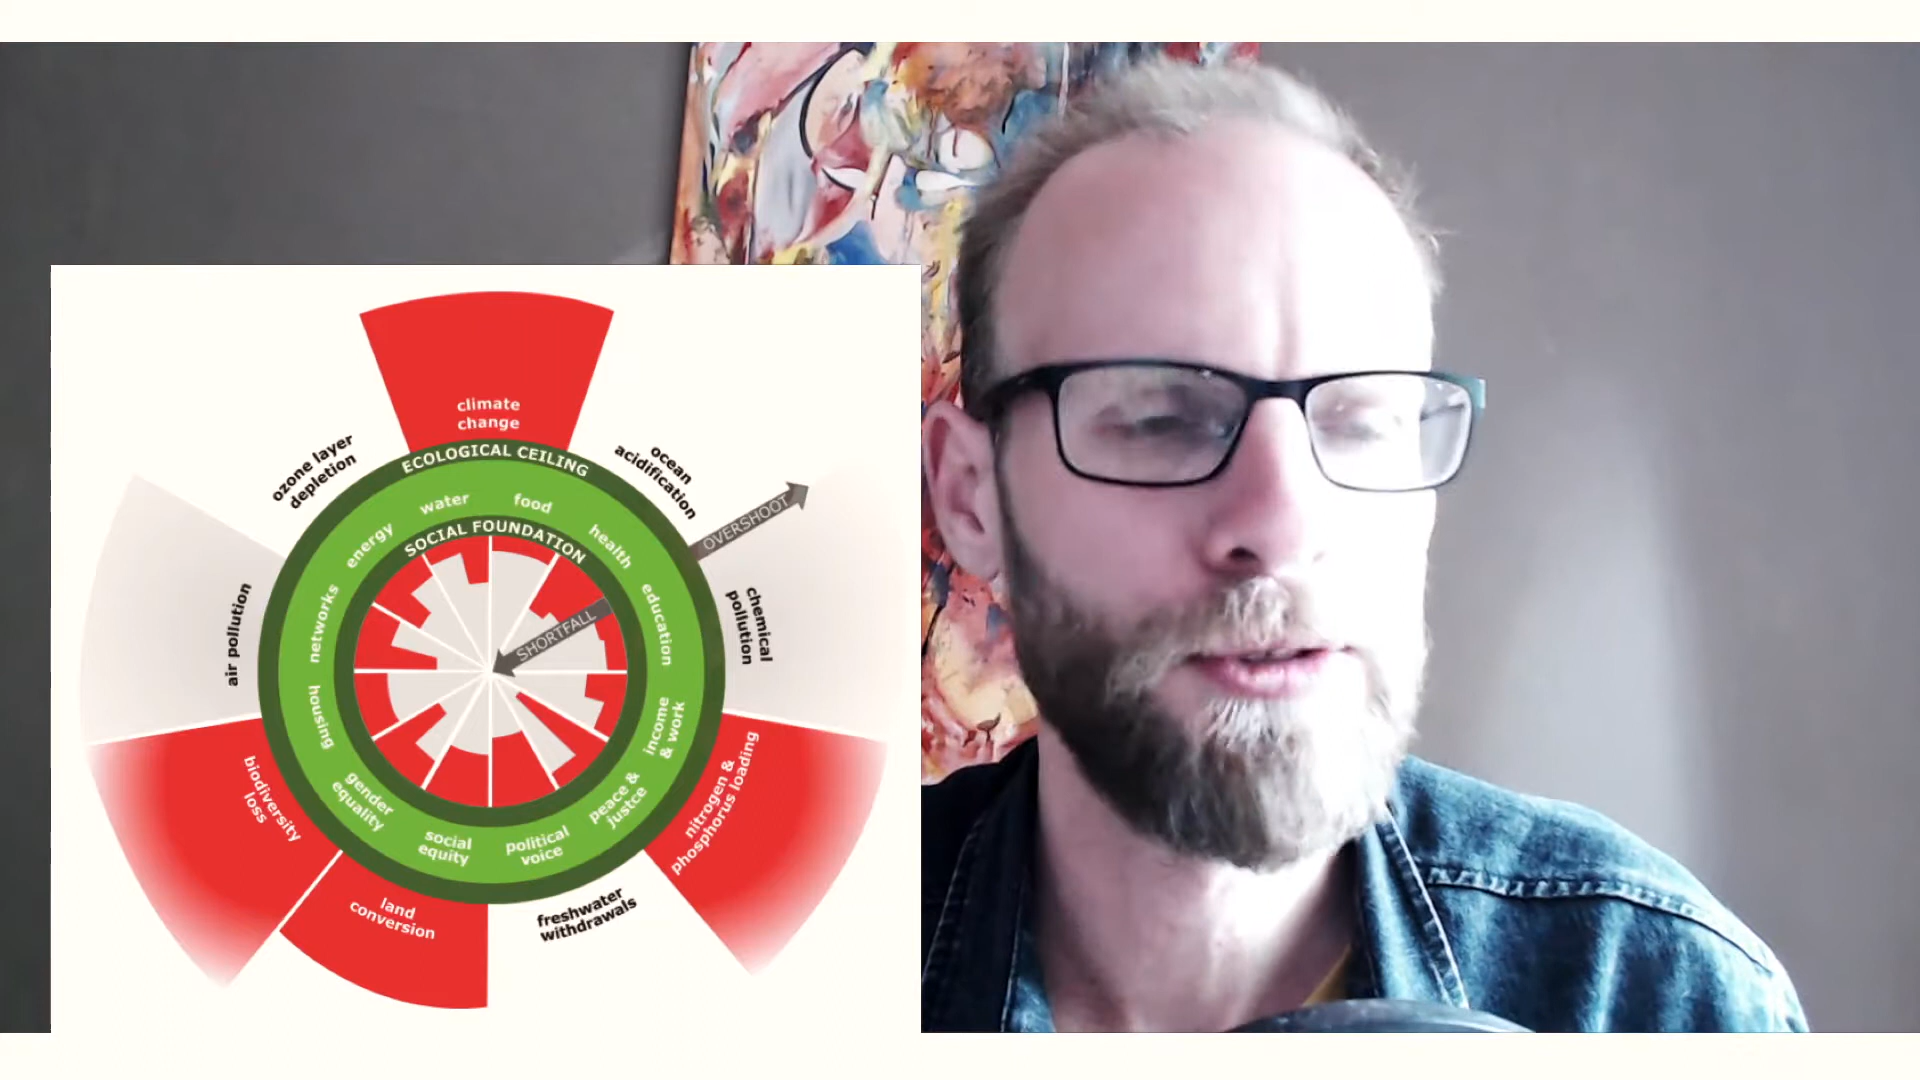 climate
change
ozone layer
depletion
ocean
acidification
ECOLOGICAL CEILING
OVERSHOOT
water
food
energy
health
SOCIAL FOUNDATION
networks
education
SHORTFALL
air pollution
chemical
pollution
housing
income
& work
biodiversity
loss
gender
equality
social
equity
political
voice
peace &
justce
nitrogen &
phosphorus loading
land
conversion
freshwater
withdrawals